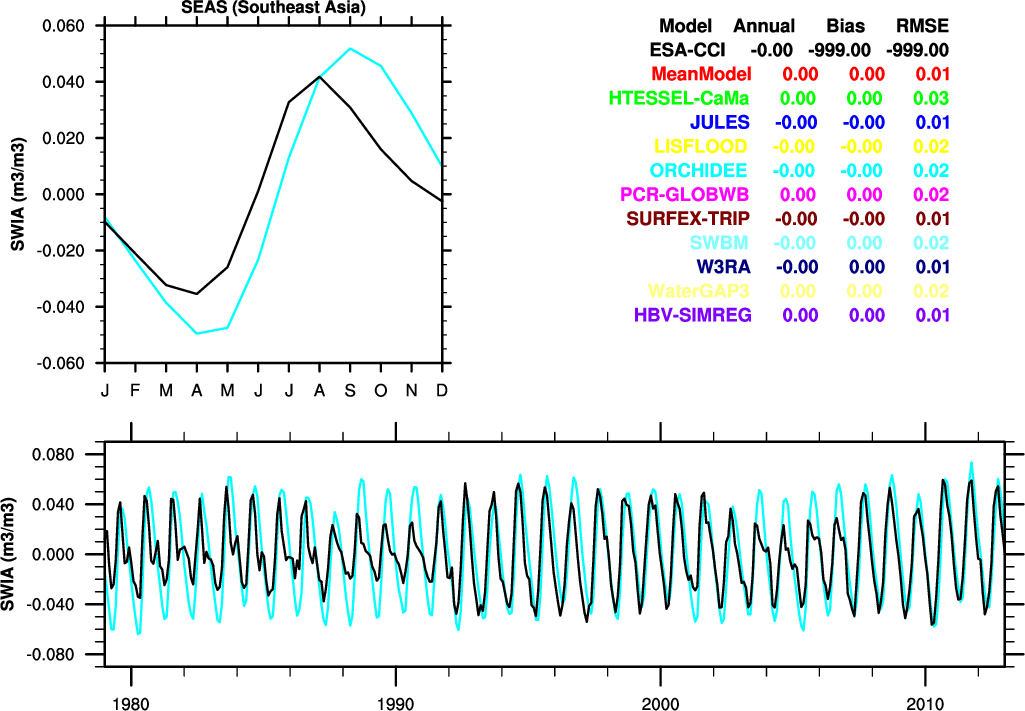 SEAS (Southeast Asia)
0.060
0.040
0.020
0.000
-0.020
-0.040
-0.060
SWIA (m3/m3)
J F M A M J J A S O N D
Model Annual Bias RMSE
ESA-CCI -0.00 -999.00 -999.00
MeanModel 0.00 0.00 0.01
HTESSEL-CaMa 0.00 0.00 0.03
JULES -0.00 -0.00 0.01
LISFLOOD -0.00 -0.00 0.02
ORCHIDEE -0.00 -0.00 0.02
PCR-GLOBWB 0.00 0.00 0.02
SURFEX-TRIP -0.00 -0.00 0.01
SWBM -0.00 0.00 0.02
W3RA -0.00 0.00 0.01
WaterGAP3 0.00 0.00 0.02
HBV-SIMREG 0.00 0.00 0.01
0.080
0.040
0.000
-0.040
-0.080
SWIA (m3/m3)
1980 1990 2000 2010